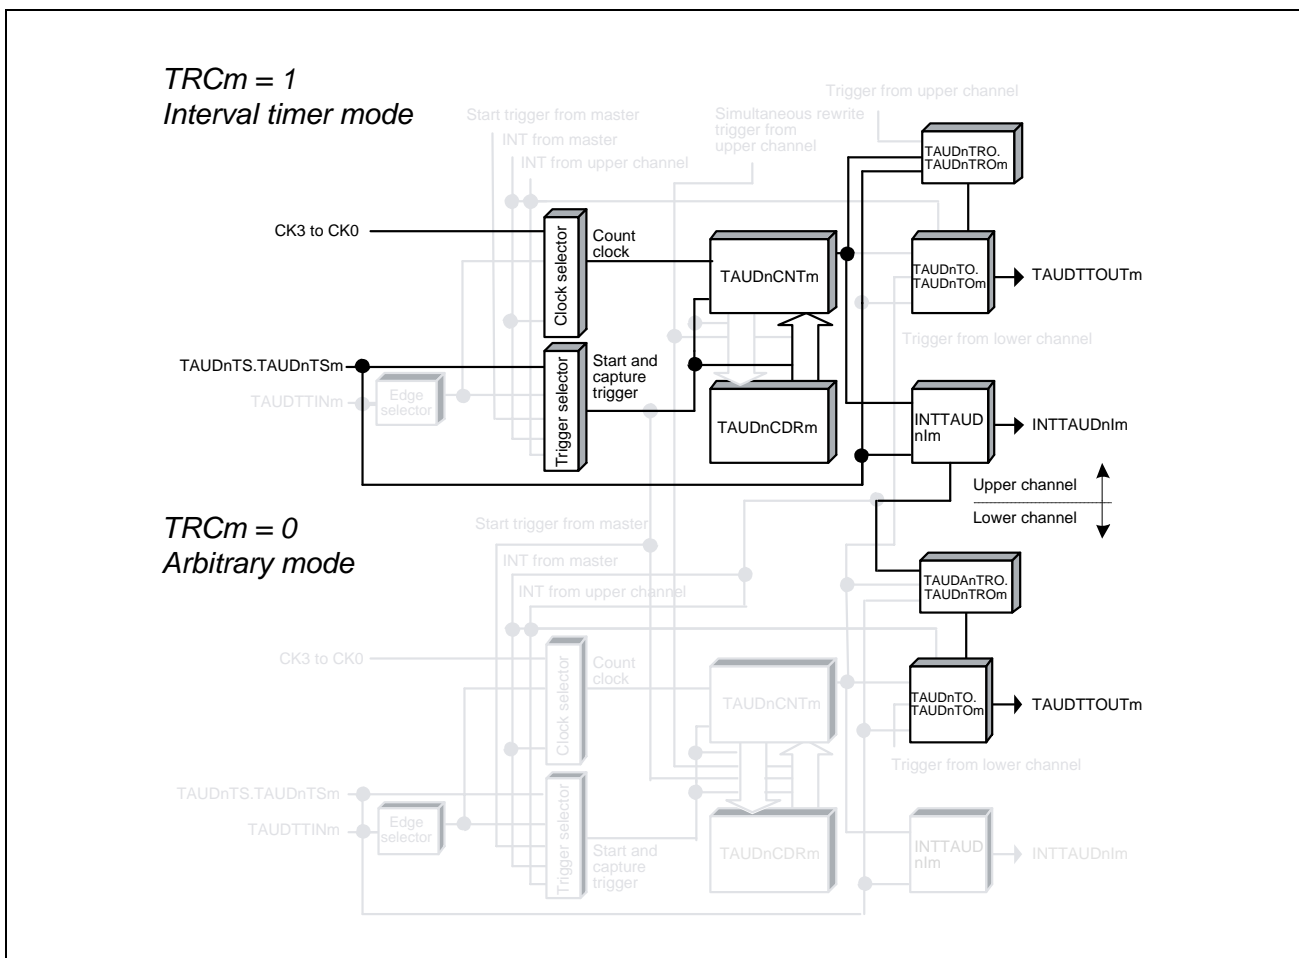 TRCm = 1
Interval timer mode
Trigger from upper channel
Start trigger from master
Simultaneous rewrite
trigger from
upper channel
INT from master
INT from upper channel
TAUDnTRO.
TAUDnTROm
CK3 to CK0
Clock selector
Count
clock
TAUDnCNTm
TAUDnTO.
TAUDnTOm
TAUDTTOUTm
Trigger from lower channel
TAUDnTS.TAUDnTSm
TAUDTTINm
Edge
selector
Trigger selector
Start and
capture
trigger
TAUDnCDRm
INTTAUD
nIm
INTTAUDnIm
Upper channel
Lower channel
TRCm = 0
Arbitrary mode
Start trigger from master
INT from master
INT from upper channel
TAUDAnTRO.
TAUDnTROm
CK3 to CK0
Clock selector
Count
clock
TAUDnCNTm
TAUDnTO.
TAUDnTOm
TAUDTTOUTm
Trigger from lower channel
TAUDnTS.TAUDnTSm
TAUDTTINm
Edge
selector
Trigger selector
Start and
capture
trigger
TAUDnCDRm
INTTAUD
nIm
INTTAUDnIm